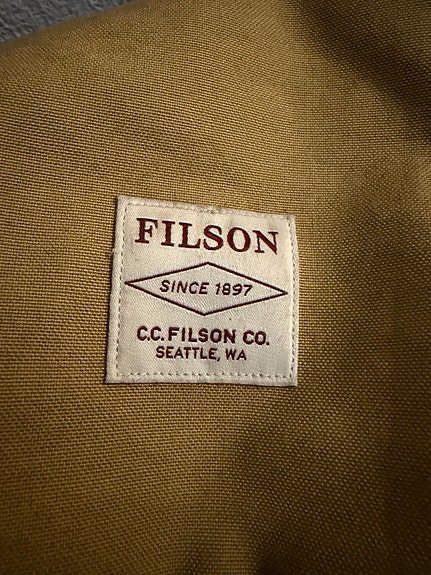 FILSON
SINCE 1897
C.C. FILSON CO.
SEATTLE, WA